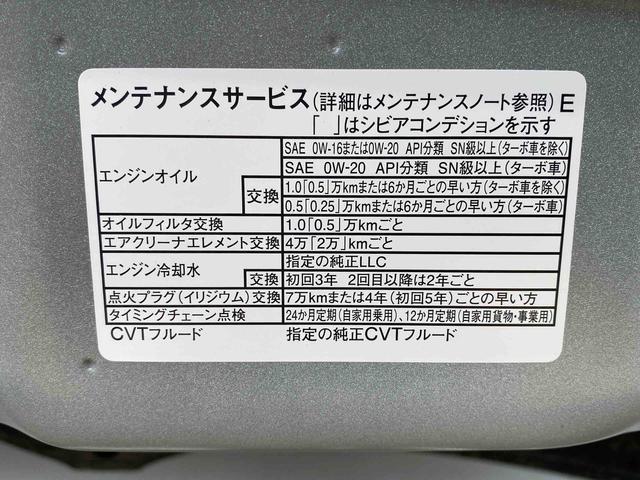 メンテナンスサービス(詳細はメンテナンスノート参照) E
「 」はシビアコンデションを示す
エンジンオイル SAE 0W-16または0W-20 API分類 SN級以上(ターボ車を除く)
SAE 0W-20 API分類 SN級以上(ターボ車)
交換 1.0「0.5」万kmまたは6か月ごとの早い方(ターボ車を除く)
0.5「0.25」万kmまたは6か月ごとの早い方(ターボ車)
オイルフィルタ交換 1.0「0.5」万kmごと
エアクリーナエレメント交換 4万「2万」kmごと
エンジン冷却水 指定の純正LLC
交換 初回3年 2回目以降は2年ごと
点火プラグ(イリジウム)交換 7万kmまたは4年(初回5年)ごとの早い方
タイミングチェーン点検 24か月定期(自家用乗用)、12か月定期(自家用貨物・事業用)
CVTフルード 指定の純正CVTフルード